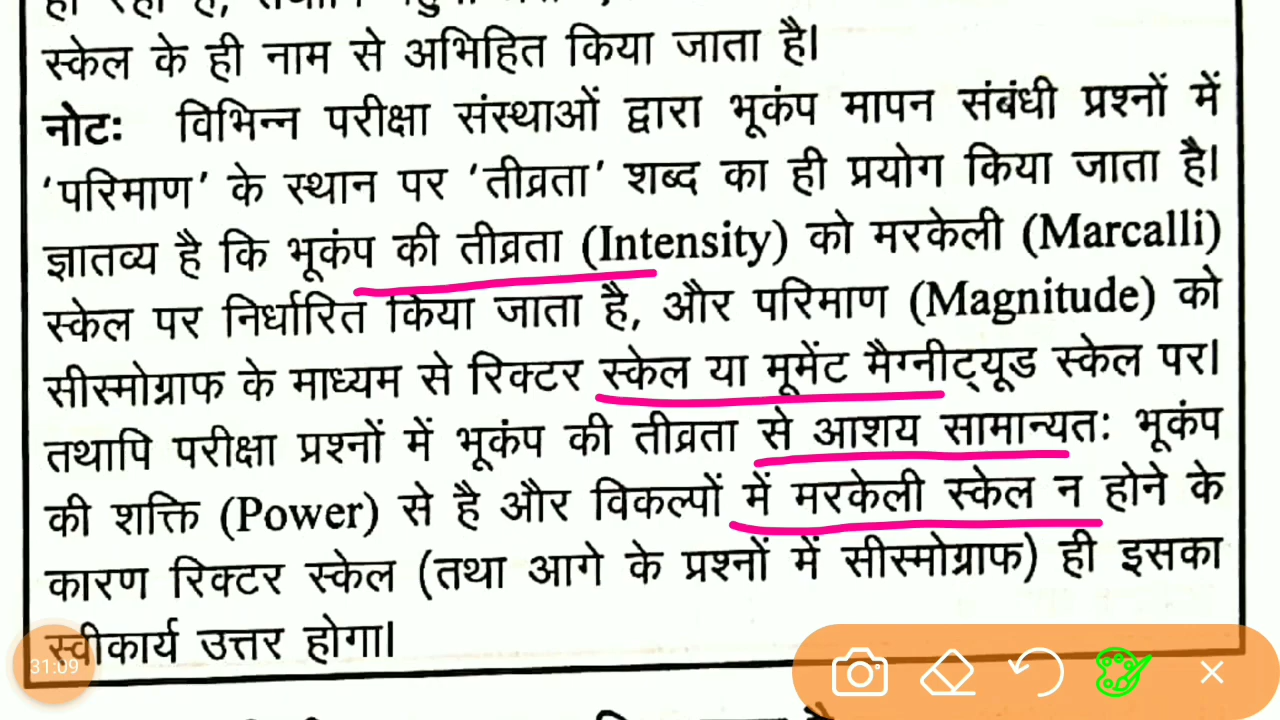 स्केल के ही नाम से अभिहित किया जाता है।
नोटः विभिन्न परीक्षा संस्थाओं द्वारा भूकंप मापन संबंधी प्रश्नों में
‘परिमाण’ के स्थान पर ‘तीव्रता’ शब्द का ही प्रयोग किया जाता है।
ज्ञातव्य है कि भूकंप की तीव्रता (Intensity) को मरकेली (Marcalli)
स्केल पर निर्धारित किया जाता है, और परिमाण (Magnitude) को
सीस्मोग्राफ के माध्यम से रिक्टर स्केल या मूमेंट मैग्नीट्यूड स्केल पर।
तथापि परीक्षा प्रश्नों में भूकंप की तीव्रता से आशय सामान्यतः भूकंप
की शक्ति (Power) से है और विकल्पों में मरकेली स्केल न होने के
कारण रिक्टर स्केल (तथा आगे के प्रश्नों में सीस्मोग्राफ) ही इसका
स्वीकार्य उत्तर होगा।
31:09